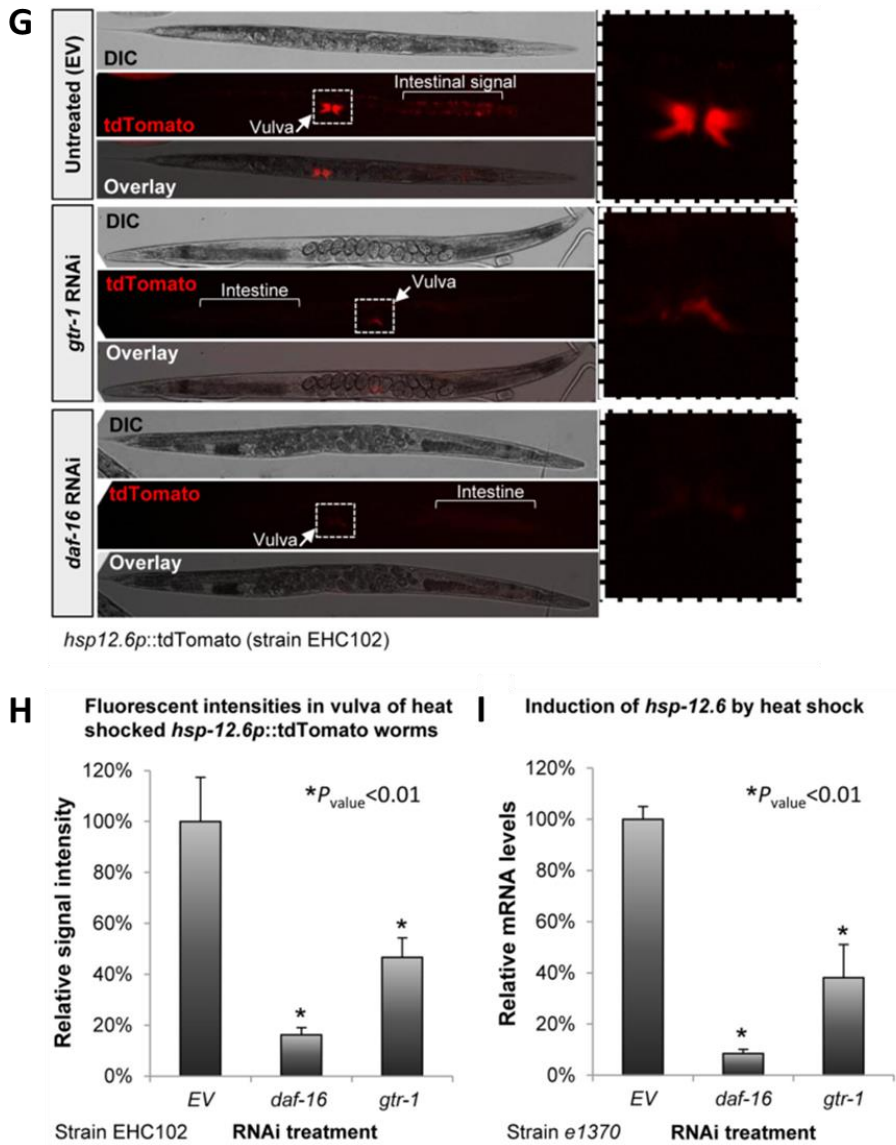 G
Untreated (EV)
DIC
Intestinal signal
Vulva
tdTomato
Overlay
gtr-1 RNAi
DIC
tdTomato
Intestine
Vulva
Overlay
daf-16 RNAi
DIC
tdTomato
Intestine
Vulva
Overlay
hsp12.6p::tdTomato (strain EHC102)
H
Fluorescent intensities in vulva of heat
shocked hsp-12.6p::tdTomato worms
Relative signal intensity
120%
100%
80%
60%
40%
20%
0%
*Pvalue<0.01
*
*
EV
daf-16
gtr-1
Strain EHC102
RNAi treatment
I
Induction of hsp-12.6 by heat shock
Relative mRNA levels
120%
100%
80%
60%
40%
20%
0%
*Pvalue<0.01
*
*
EV
daf-16
gtr-1
Strain e1370
RNAi treatment